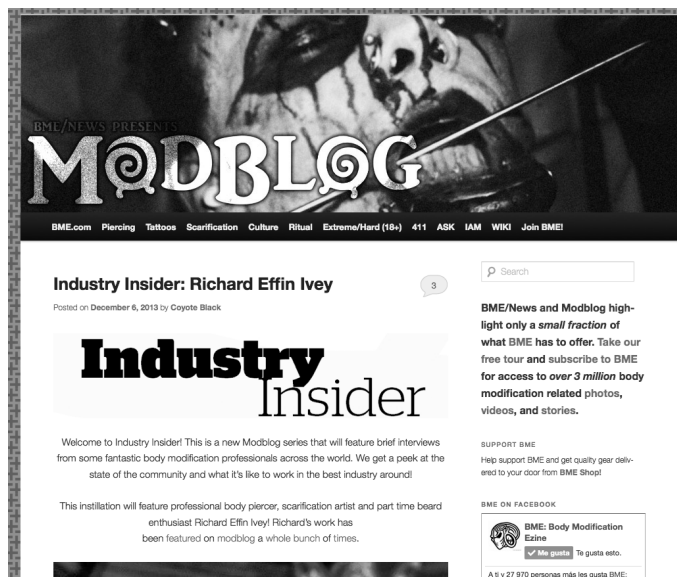 BME/NEWS PRESENTS
MODBLOG
BME.com Piercing Tattoos Scarification Culture Ritual Extreme/Hard (18+) 411 ASK IAM WIKI Join BME!
Industry Insider: Richard Effin Ivey
3
Posted on December 6, 2013 by Coyote Black
Industry
Insider
Welcome to Industry Insider! This is a new Modblog series that will feature brief interviews
from some fantastic body modification professionals across the world. We get a peek at the
state of the community and what it's like to work in the best industry around!
This instillation will feature professional body piercer, scarification artist and part time beard
enthusiast Richard Effin Ivey! Richard's work has
been featured on modblog a whole bunch of times.
Search
BME/News and Modblog high-
light only a small fraction of
what BME has to offer. Take our
free tour and subscribe to BME
for access to over 3 million body
modification related photos,
videos, and stories.
SUPPORT BME
Help support BME and get quality gear deliv-
ered to your door from BME Shop!
BME ON FACEBOOK
BME: Body Modification
Ezine
Me gusta Te gusta esto.
A ti y 27 970 personas más les gusta BME: